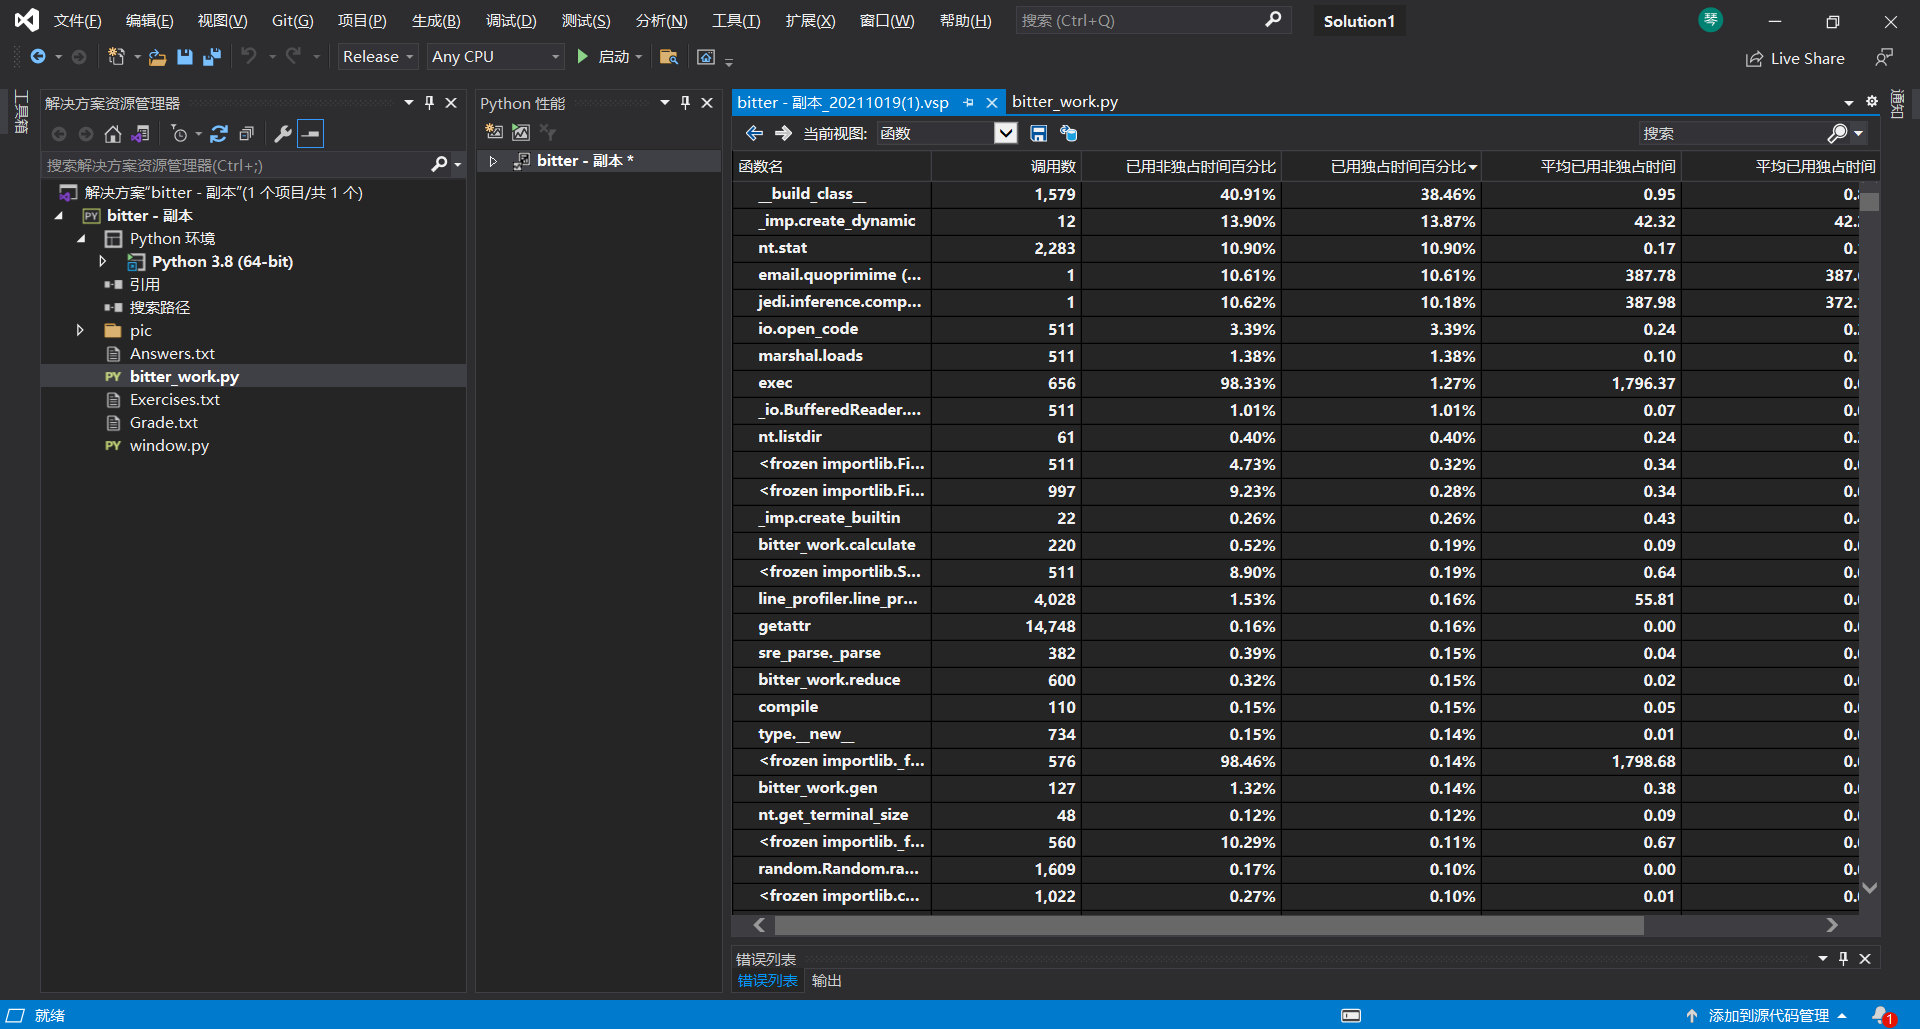 文件(F) 编辑(E) 视图(V) Git(G) 项目(P) 生成(B) 调试(D) 测试(S) 分析(N) 工具(T) 扩展(X) 窗口(W) 帮助(H) 搜索 (Ctrl+Q) Solution1 琴
Release Any CPU 启动 Live Share
工具箱
解决方案资源管理器
搜索解决方案资源管理器(Ctrl+;)
解决方案"bitter - 副本"(1 个项目/共 1 个)
PY bitter - 副本
Python 环境
Python 3.8 (64-bit)
引用
搜索路径
pic
Answers.txt
PY bitter_work.py
Exercises.txt
Grade.txt
PY window.py
Python 性能
bitter - 副本 *
bitter - 副本_20211019(1).vsp bitter_work.py
通知
当前视图: 函数 搜索
函数名 调用数 已用非独占时间百分比 已用独占时间百分比 平均已用非独占时间 平均已用独占时间
__build_class__ 1,579 40.91% 38.46% 0.95
_imp.create_dynamic 12 13.90% 13.87% 42.32 42.
nt.stat 2,283 10.90% 10.90% 0.17 0.
email.quoprimime (... 1 10.61% 10.61% 387.78 387.
jedi.inference.comp... 1 10.62% 10.18% 387.98 372.
io.open_code 511 3.39% 3.39% 0.24 0.
marshal.loads 511 1.38% 1.38% 0.10 0.
exec 656 98.33% 1.27% 1,796.37 0.
_io.BufferedReader.... 511 1.01% 1.01% 0.07 0.
nt.listdir 61 0.40% 0.40% 0.24 0.
<frozen importlib.Fi... 511 4.73% 0.32% 0.34 0.
<frozen importlib.Fi... 997 9.23% 0.28% 0.34 0.
_imp.create_builtin 22 0.26% 0.26% 0.43 0.
bitter_work.calculate 220 0.52% 0.19% 0.09 0.
<frozen importlib.S... 511 8.90% 0.19% 0.64 0.
line_profiler.line_pr... 4,028 1.53% 0.16% 55.81 0.
getattr 14,748 0.16% 0.16% 0.00 0.
sre_parse._parse 382 0.39% 0.15% 0.04 0.
bitter_work.reduce 600 0.32% 0.15% 0.02 0.
compile 110 0.15% 0.15% 0.05 0.
type.__new__ 734 0.15% 0.14% 0.01 0.
<frozen importlib._f... 576 98.46% 0.14% 1,798.68 0.
bitter_work.gen 127 1.32% 0.14% 0.38 0.
nt.get_terminal_size 48 0.12% 0.12% 0.09 0.
<frozen importlib._f... 560 10.29% 0.11% 0.67 0.
random.Random.ra... 1,609 0.17% 0.10% 0.00 0.
<frozen importlib.c... 1,022 0.27% 0.10% 0.01 0.
错误列表
错误列表 输出
就绪 添加到源代码管理 1